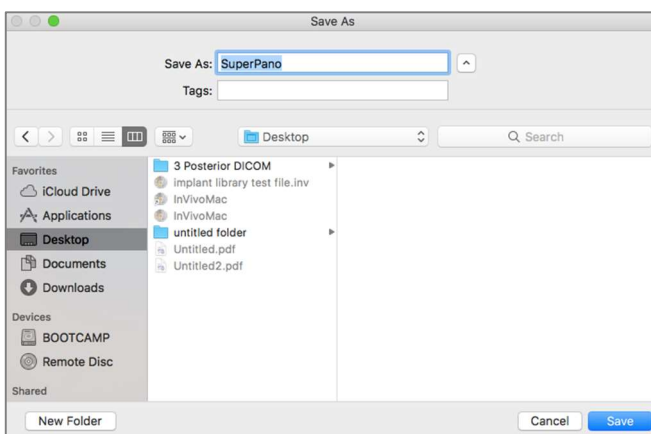 Save As
Save As: SuperPano
Tags:
Desktop
Search
Favorites
iCloud Drive
Applications
Desktop
Documents
Downloads
Devices
BOOTCAMP
Remote Disc
Shared
3 Posterior DICOM
implant library test file.inv
InVivoMac
InVivoMac
untitled folder
Untitled.pdf
Untitled2.pdf
New Folder
Cancel
Save